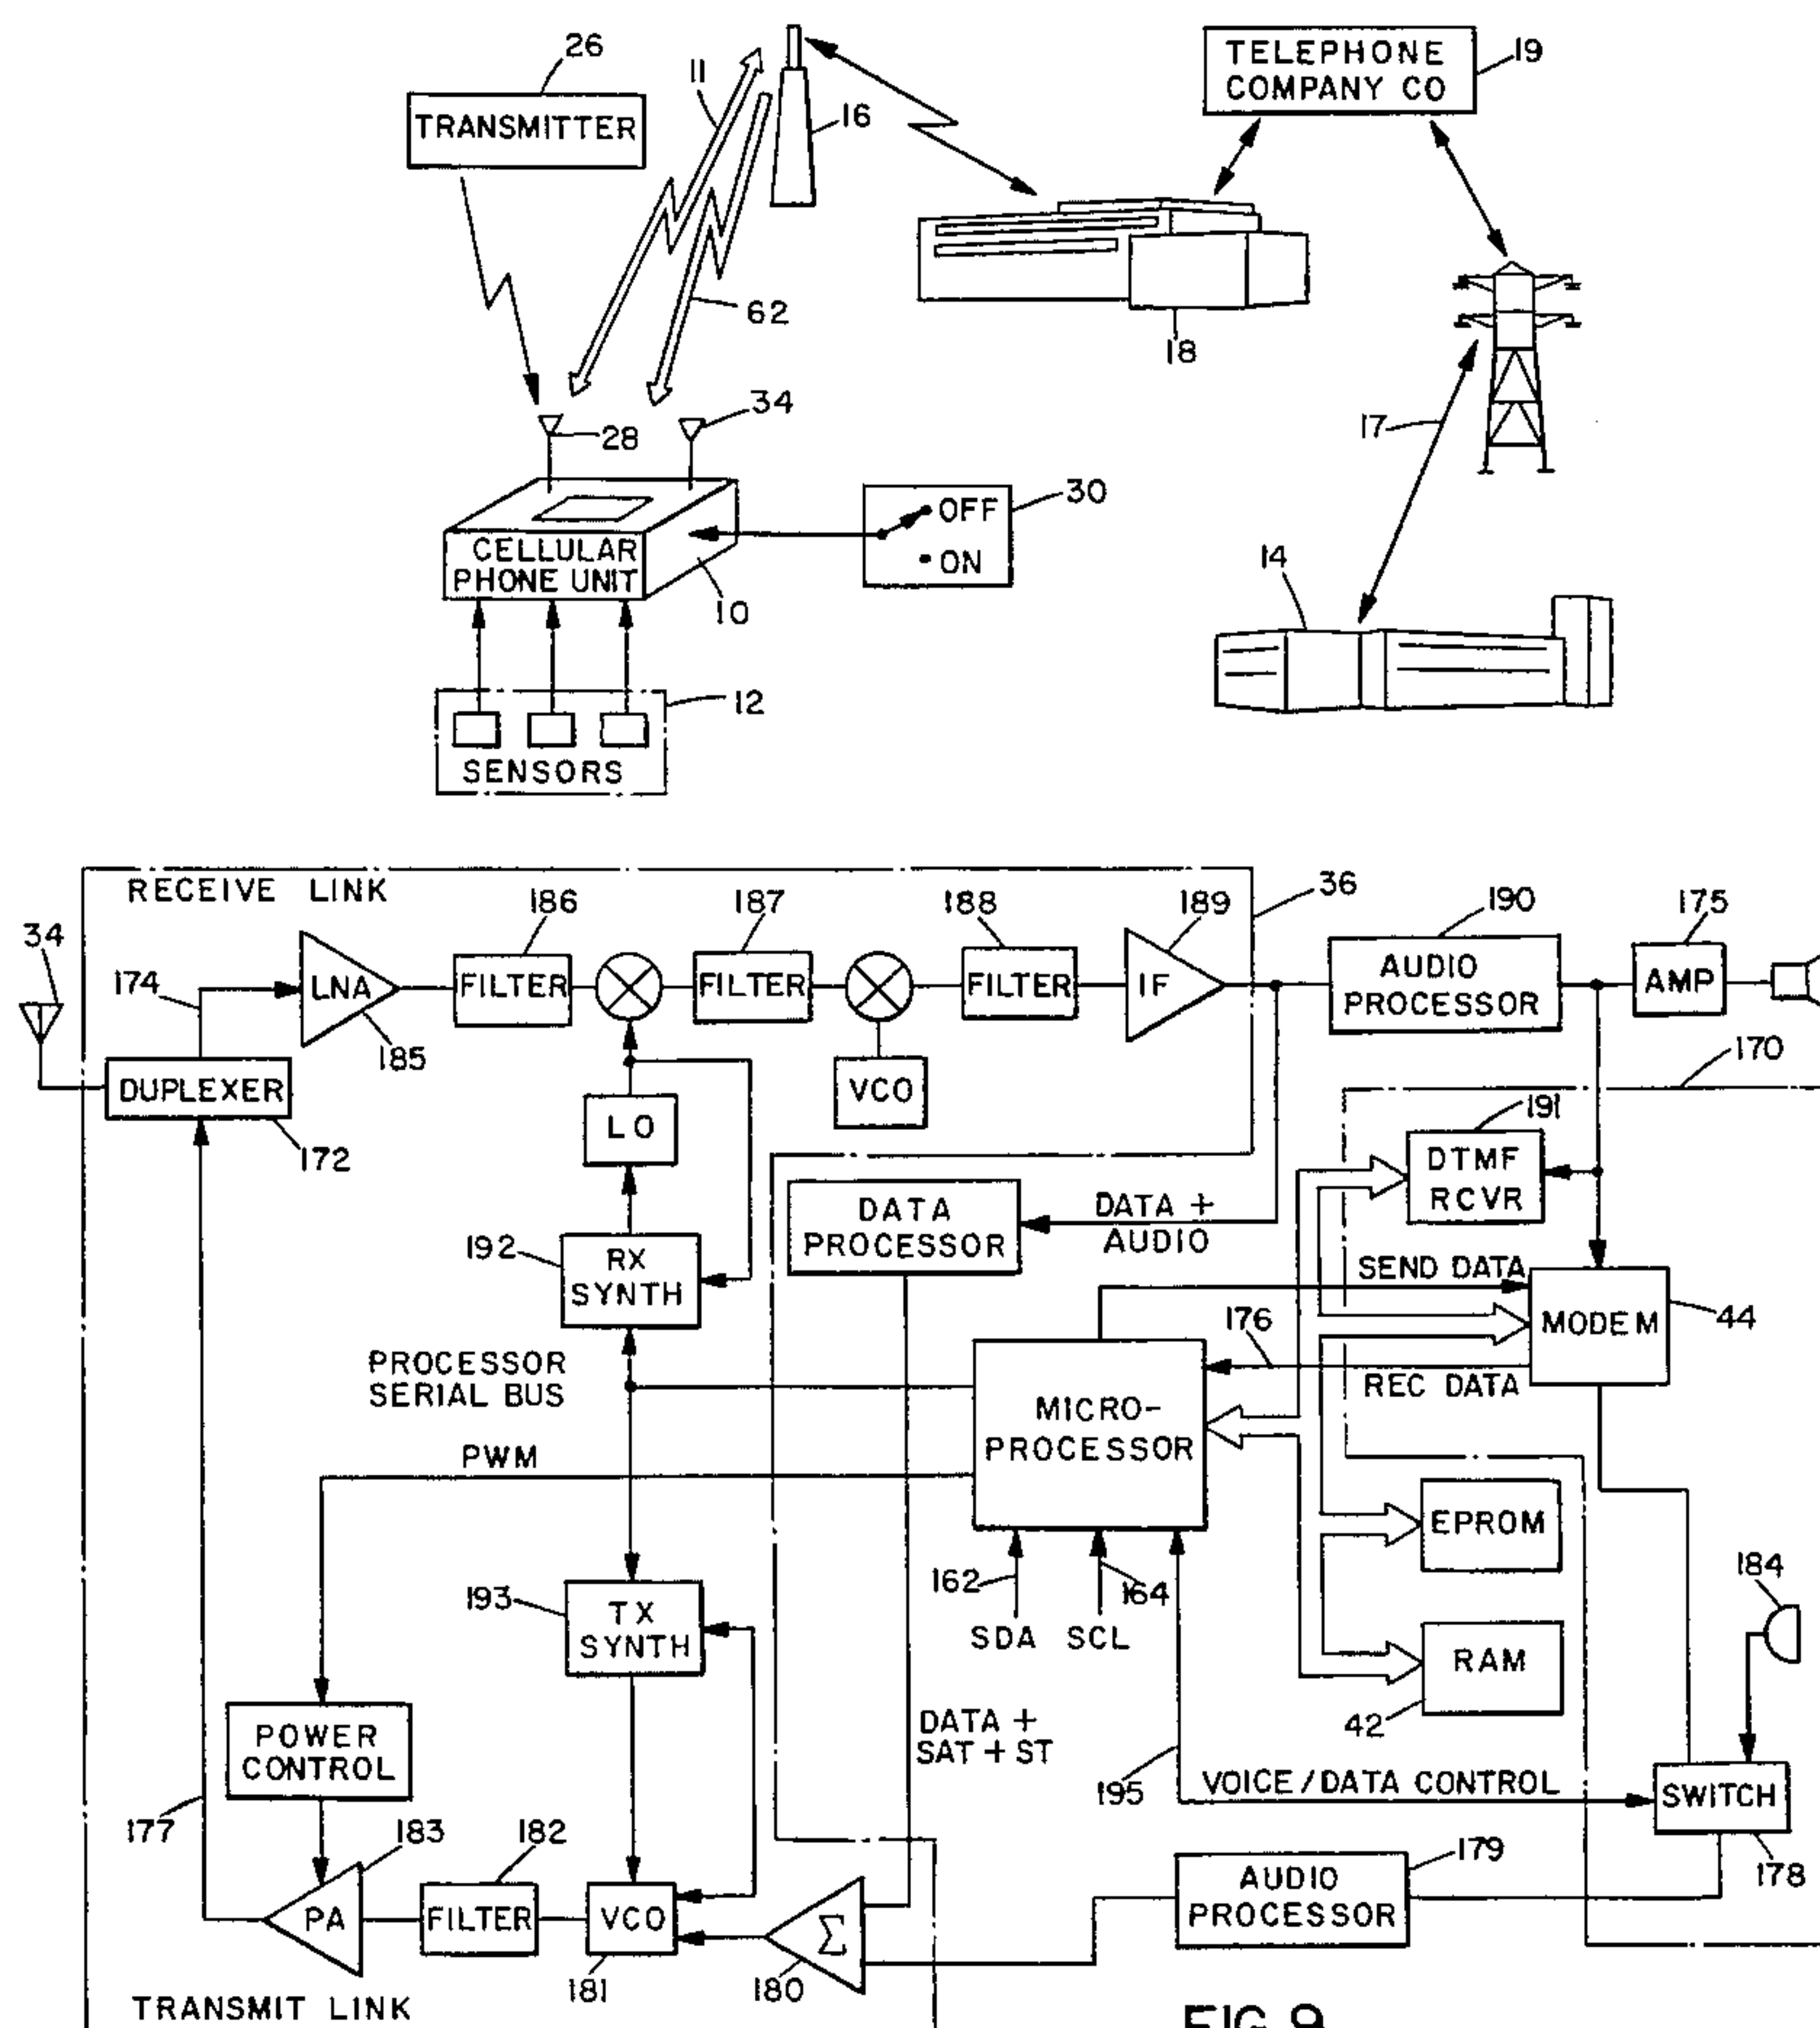 26
TRANSMITTER
11
16
TELEPHONE
COMPANY CO
19
62
18
28
34
17
CELLULAR
PHONE UNIT
10
OFF
ON
30
14
12
SENSORS
RECEIVE LINK
34
174
LNA
185
186
FILTER
187
FILTER
188
FILTER
189
IF
36
190
AUDIO
PROCESSOR
175
AMP
170
DUPLEXER
172
LO
VCO
191
DTMF
RCVR
192
RX
SYNTH
DATA
PROCESSOR
DATA +
AUDIO
SEND DATA
MODEM
44
176
REC DATA
PROCESSOR
SERIAL BUS
MICRO-
PROCESSOR
PWM
EPROM
162
164
SDA SCL
184
193
TX
SYNTH
RAM
42
POWER
CONTROL
DATA +
SAT + ST
195
VOICE/DATA CONTROL
SWITCH
178
177
183
PA
182
FILTER
VCO
181
Σ
180
179
AUDIO
PROCESSOR
TRANSMIT LINK
FIG. 9